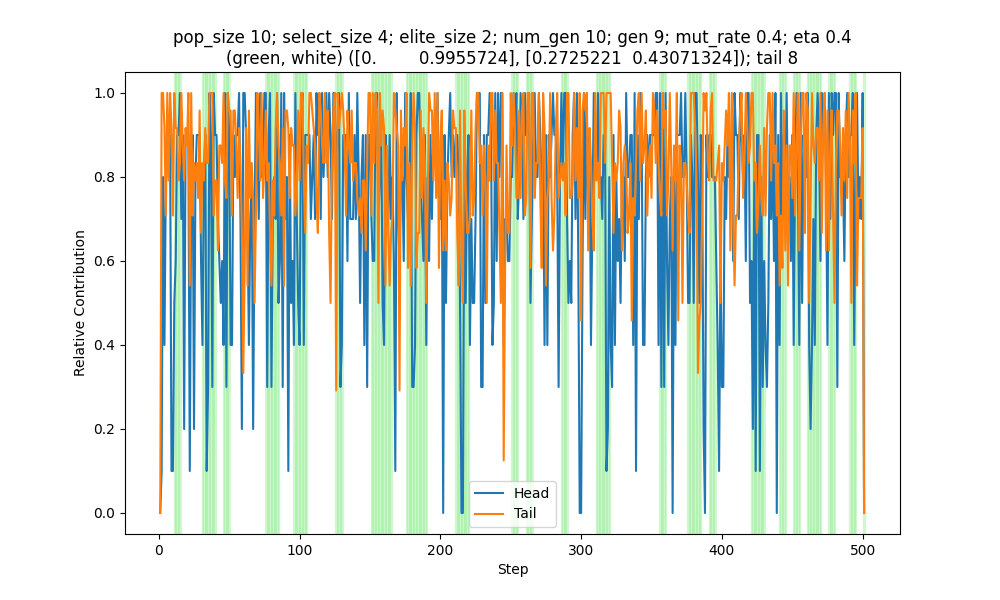 pop_size 10; select_size 4; elite_size 2; num_gen 10; gen 9; mut_rate 0.4; eta 0.4
(green, white) ([0.         0.9955724], [0.2725221  0.43071324]); tail 8
1.0
0.8
0.6
0.4
0.2
0.0
Relative Contribution
Head
Tail
0
100
200
300
400
500
Step